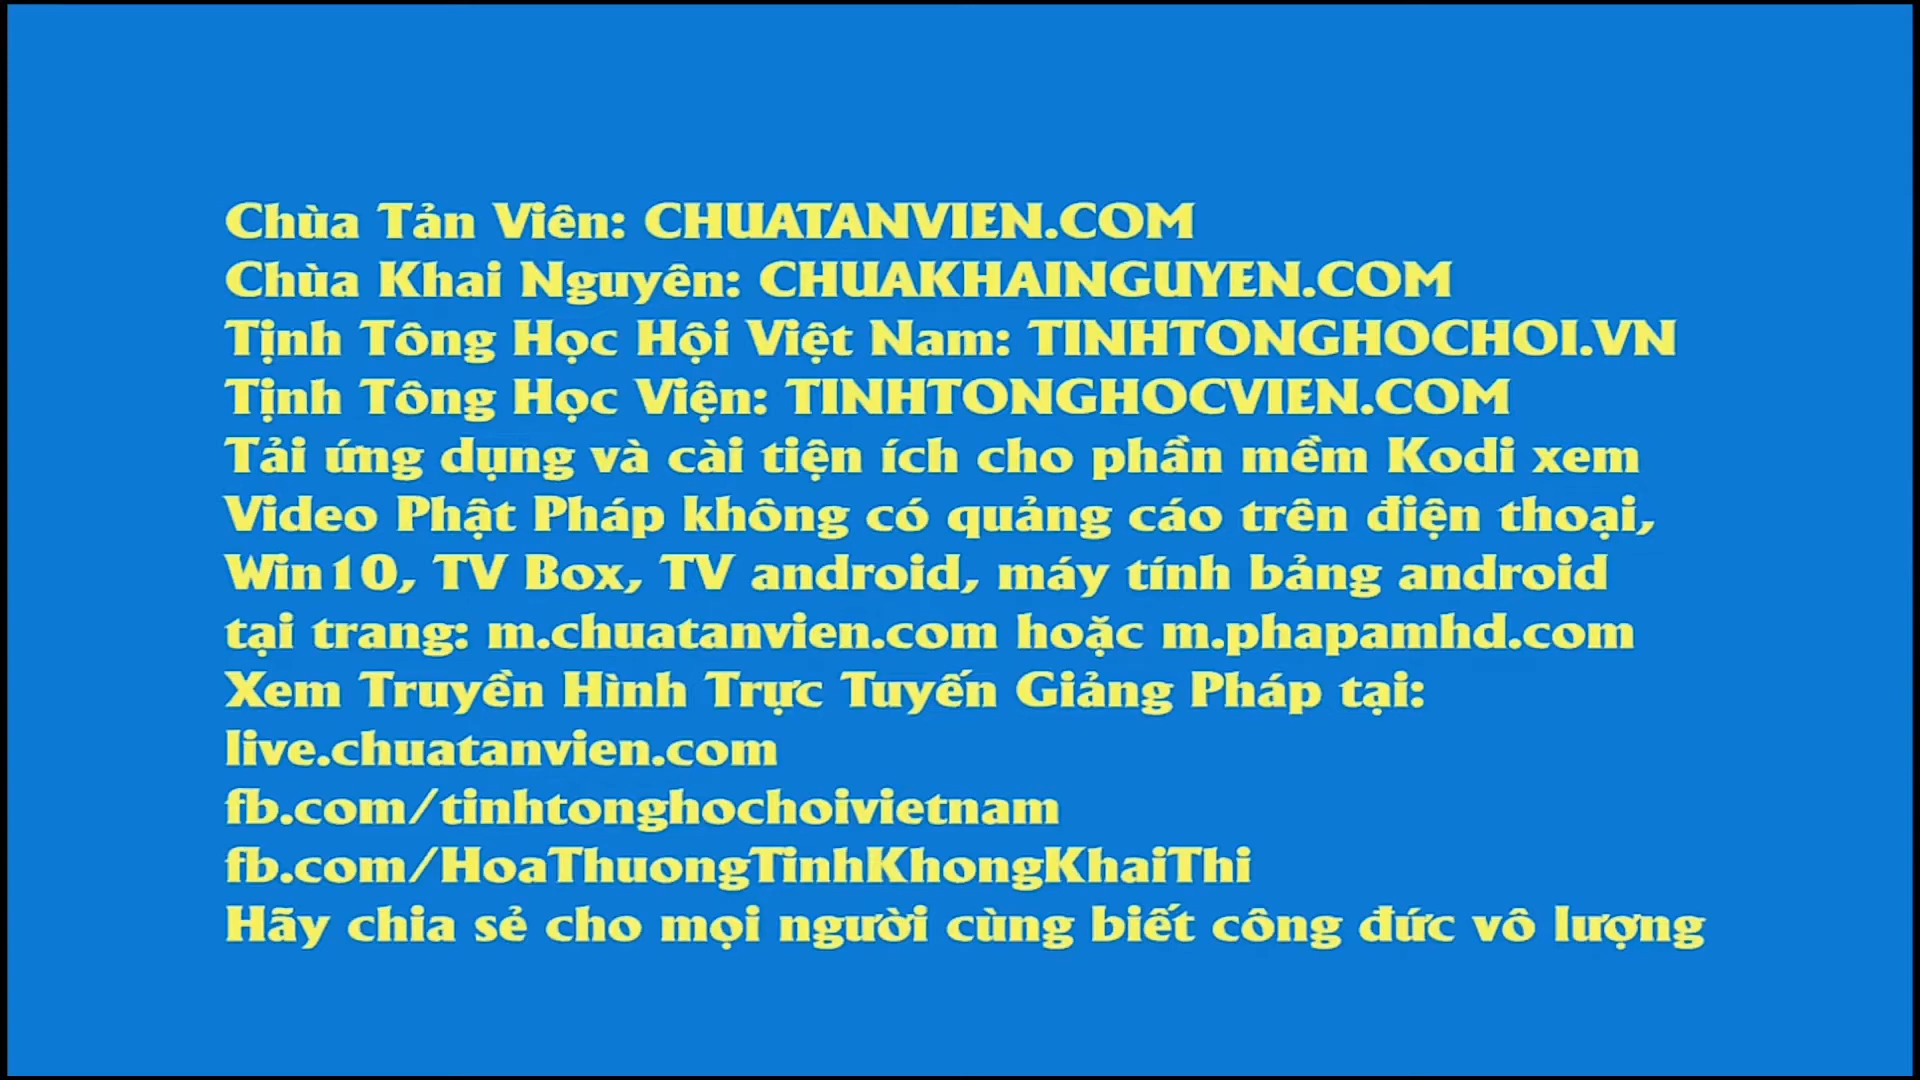 Chùa Tản Viên: CHUATANVIEN.COM
Chùa Khai Nguyên: CHUAKHAINGUYEN.COM
Tịnh Tông Học Hội Việt Nam: TINHTONGHOCHOI.VN
Tịnh Tông Học Viện: TINHTONGHOCVIEN.COM
Tải ứng dụng và cài tiện ích cho phần mềm Kodi xem
Video Phật Pháp không có quảng cáo trên điện thoại,
Win10, TV Box, TV android, máy tính bảng android
tại trang: m.chuatanvien.com hoặc m.phapamhd.com
Xem Truyền Hình Trực Tuyến Giảng Pháp tại:
live.chuatanvien.com
fb.com/tinhtonghochoivietnam
fb.com/HoaThuongTinhKhongKhaiThi
Hãy chia sẻ cho mọi người cùng biết công đức vô lượng